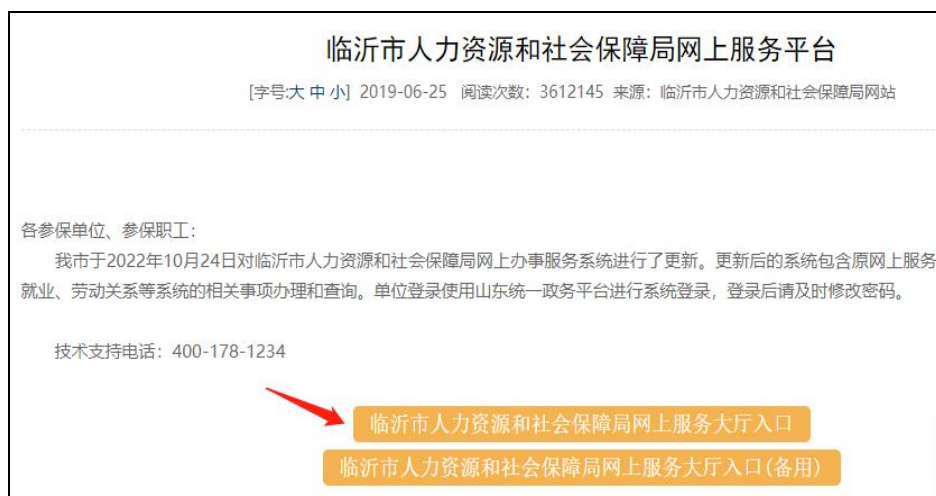 临沂市人力资源和社会保障局网上服务平台
[字号:大 中 小] 2019-06-25 阅读次数：3612145 来源：临沂市人力资源和社会保障局网站
各参保单位、参保职工：
我市于2022年10月24日对临沂市人力资源和社会保障局网上办事服务系统进行了更新。更新后的系统包含原网上服务
就业、劳动关系等系统的相关事项办理和查询。单位登录使用山东统一政务平台进行系统登录，登录后请及时修改密码。
技术支持电话：400-178-1234
临沂市人力资源和社会保障局网上服务大厅入口
临沂市人力资源和社会保障局网上服务大厅入口(备用)